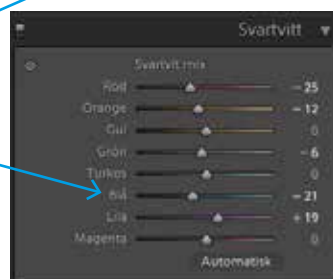 Svartvitt
Svartvit mix
Röd − 25
Orange − 12
Gul 0
Grön − 6
Turkos 0
Blå − 21
Lila + 19
Magenta 0
Automatisk